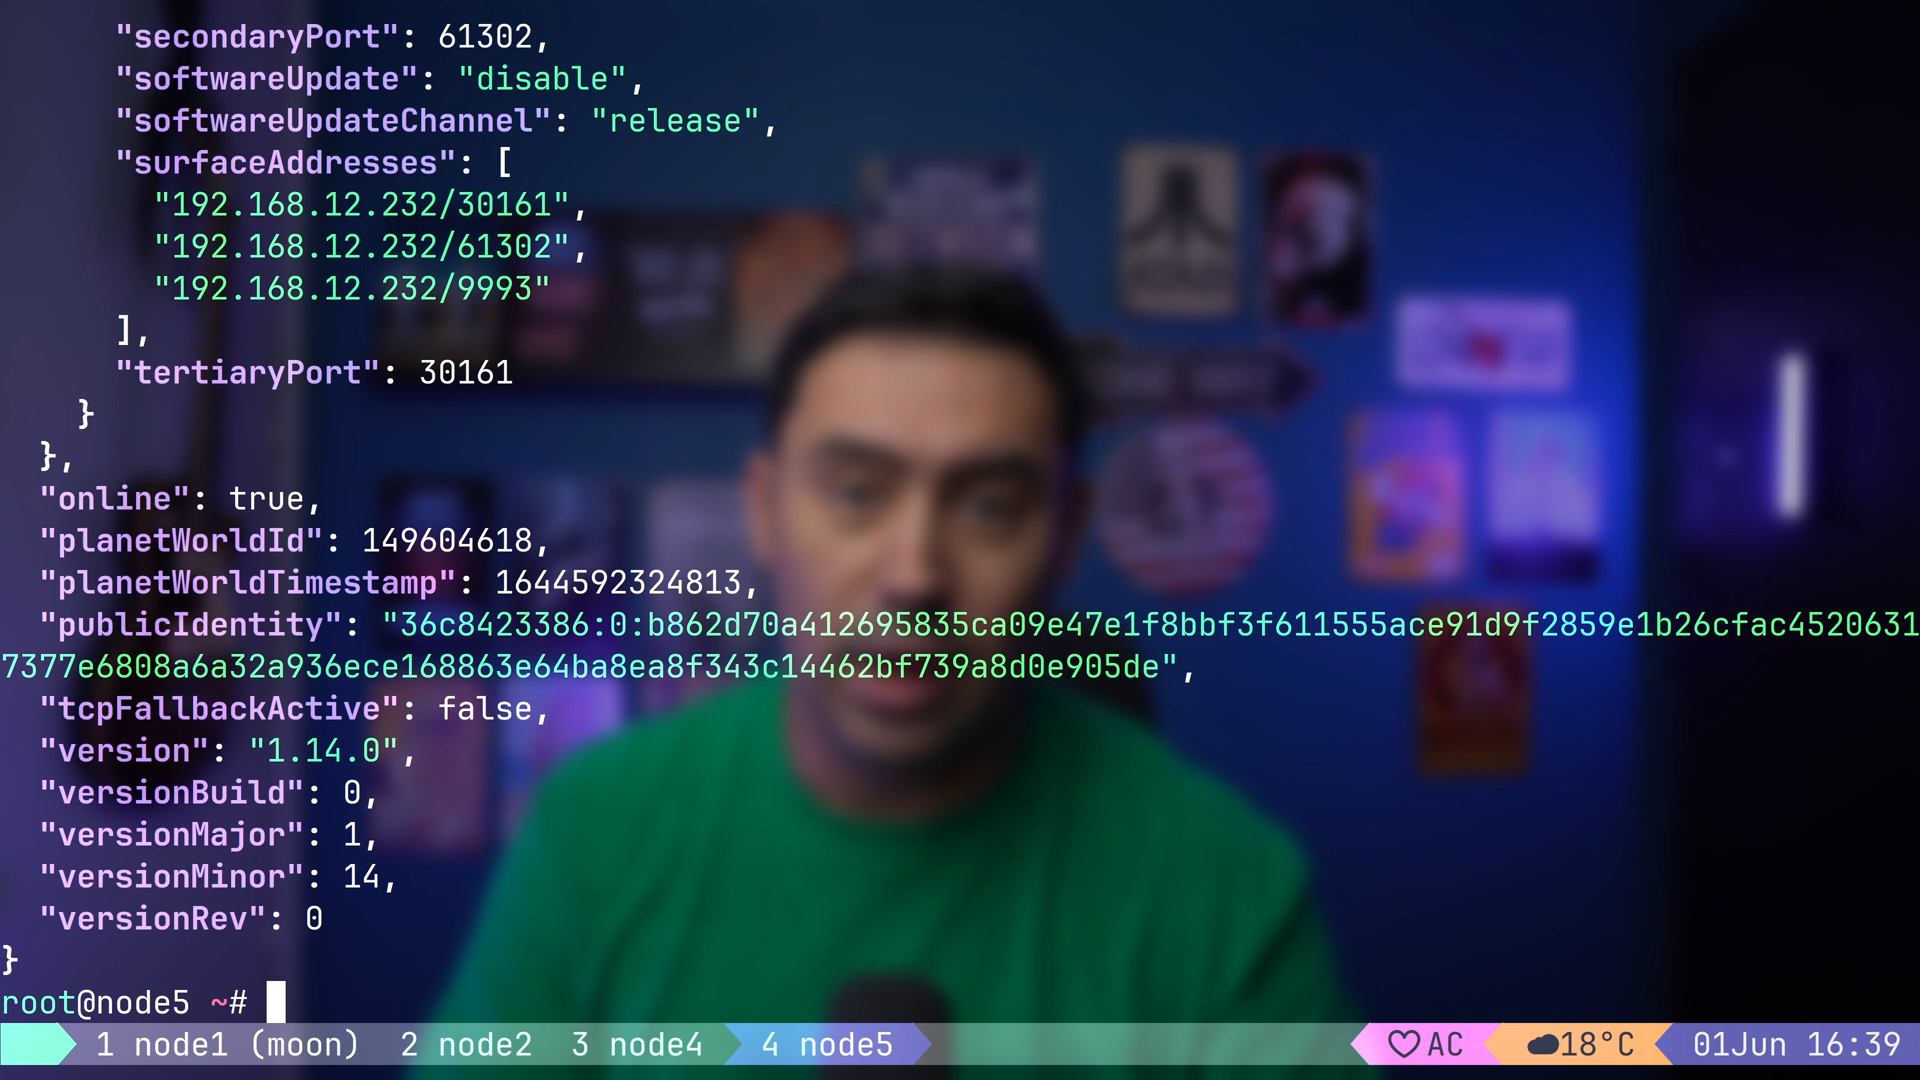 "secondaryPort": 61302,
"softwareUpdate": "disable",
"softwareUpdateChannel": "release",
"surfaceAddresses": [
"192.168.12.232/30161",
"192.168.12.232/61302",
"192.168.12.232/9993"
],
"tertiaryPort": 30161
}
},
"online": true,
"planetWorldId": 149604618,
"planetWorldTimestamp": 1644592324813,
"publicIdentity": "36c8423386:0:b862d70a412695835ca09e47e1f8bbf3f611555ace91d9f2859e1b26cfac4520631
7377e6808a6a32a936ece168863e64ba8ea8f343c14462bf739a8d0e905de",
"tcpFallbackActive": false,
"version": "1.14.0",
"versionBuild": 0,
"versionMajor": 1,
"versionMinor": 14,
"versionRev": 0
}
root@node5 ~#
1 node1 (moon) 2 node2 3 node4 4 node5 AC 18°C 01Jun 16:39